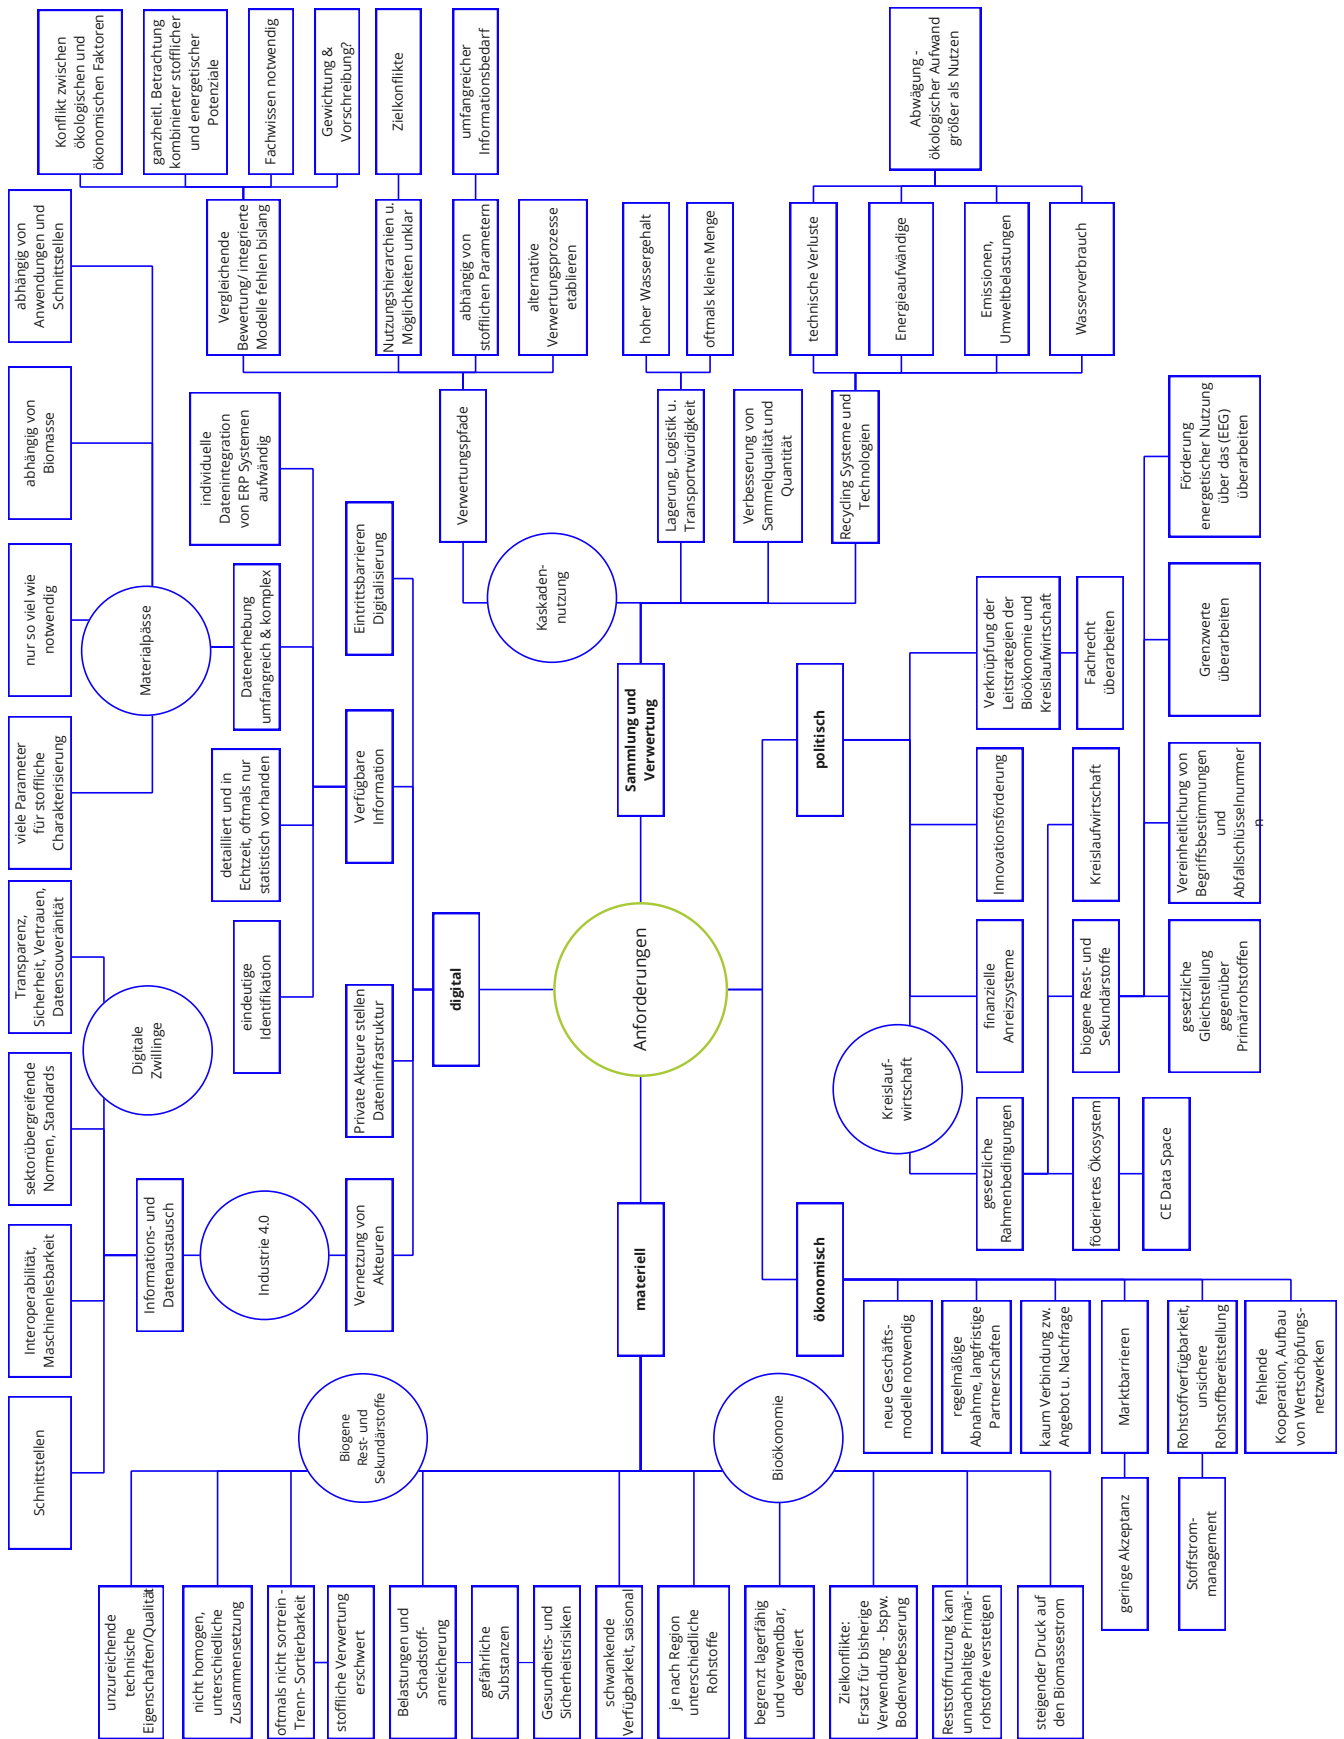 Schnittstellen
Interoperabilität,
Maschinenlesbarkeit
sektorübergreifende
Normen, Standards
Transparenz,
Sicherheit, Vertrauen,
Datensouveränität
viele Parameter
für stoffliche
Charakterisierung
nur so viel wie
notwendig
abhängig von
Biomasse
abhängig von
Anwendungen und
Schnittstellen
Konflikt zwischen
ökologischen und
ökonomischen Faktoren
ganzheitl. Betrachtung
kombinierter stofflicher
und energetischer
Potenziale
Fachwissen notwendig
Gewichtung &
Vorschreibung?
Zielkonflikte
umfangreicher
Informationsbedarf
Digitale
Zwillinge
Materialpässe
Informations- und
Datenaustausch
Industrie 4.0
Vernetzung von
Akteuren
eindeutige
Identifikation
detailliert und in
Echtzeit, oftmals nur
statistisch vorhanden
Datenerhebung
umfangreich & komplex
individuelle
Datenintegration
von ERP Systemen
aufwändig
Vergleichende
Bewertung/ integrierte
Modelle fehlen bislang
Nutzungshierarchien u.
Möglichkeiten unklar
abhängig von
stofflichen Parametern
alternative
Verwertungsprozesse
etablieren
Private Akteure stellen
Dateninfrastruktur
Verfügbare
Information
Eintrittsbarrieren
Digitalisierung
digital
Verwertungspfade
Kaskaden-
nutzung
hoher Wassergehalt
oftmals kleine Menge
Lagerung, Logistik u.
Transportwürdigkeit
Verbesserung von
Sammelqualität und
Quantität
Recycling Systeme und
Technologien
technische Verluste
Energieaufwändige
Emissionen,
Umweltbelastungen
Wasserverbrauch
Abwägung -
ökologischer Aufwand
größer als Nutzen
Anforderungen
Sammlung und
Verwertung
materiell
Biogene
Rest- und
Sekundärstoffe
Bioökonomie
unzureichende
technische
Eigenschaften/Qualität
nicht homogen,
unterschiedliche
Zusammensetzung
oftmals nicht sortrein -
Trenn- Sortierbarkeit
stoffliche Verwertung
erschwert
Belastungen und
Schadstoff-
anreicherung
gefährliche
Substanzen
Gesundheits- und
Sicherheitsrisiken
schwankende
Verfügbarkeit, saisonal
je nach Region
unterschiedliche
Rohstoffe
begrenzt lagerfähig
und verwendbar,
degradiert
Zielkonflikte:
Ersatz für bisherige
Verwendung - bspw.
Bodenverbesserung
Reststoffnutzung kann
unnachhaltige Primär-
rohstoffe verstetigen
steigender Druck auf
den Biomassestrom
ökonomisch
neue Geschäfts-
modelle notwendig
regelmäßige
Abnahme, langfristige
Partnerschaften
kaum Verbindung zw.
Angebot u. Nachfrage
Marktbarrieren
geringe Akzeptanz
Rohstoffverfügbarkeit,
unsichere
Rohstoffbereitstellung
Stoffstrom-
management
fehlende
Kooperation, Aufbau
von Wertschöpfungs-
netzwerken
politisch
Kreislauf-
wirtschaft
gesetzliche
Rahmenbedingungen
finanzielle
Anreizsysteme
Innovationsförderung
Verknüpfung der
Leitstrategien der
Bioökonomie und
Kreislaufwirtschaft
föderiertes Ökosystem
biogene Rest- und
Sekundärstoffe
Kreislaufwirtschaft
Fachrecht
überarbeiten
CE Data Space
gesetzliche
Gleichstellung
gegenüber
Primärrohstoffen
Vereinheitlichung von
Begriffsbestimmungen
und
Abfallschlüsselnummer
n
Grenzwerte
überarbeiten
Förderung
energetischer Nutzung
über das (EEG)
überarbeiten